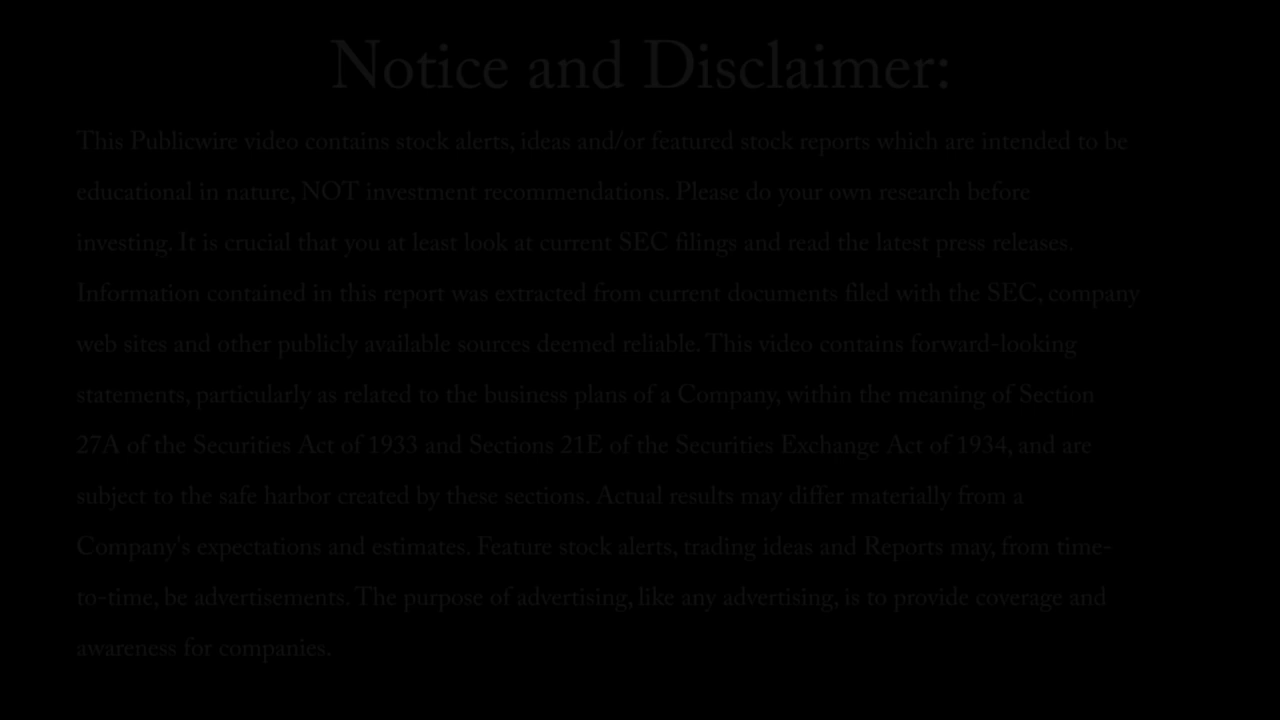 Notice and Disclaimer:
This Publicwire video contains stock alerts, ideas and/or featured stock reports which are intended to be
educational in nature, NOT investment recommendations. Please do your own research before
investing. It is crucial that you at least look at current SEC filings and read the latest press releases.
Information contained in this report was extracted from current documents filed with the SEC, company
web sites and other publicly available sources deemed reliable. This video contains forward-looking
statements, particularly as related to the business plans of a Company, within the meaning of Section
27A of the Securities Act of 1933 and Sections 21E of the Securities Exchange Act of 1934, and are
subject to the safe harbor created by these sections. Actual results may differ materially from a
Company's expectations and estimates. Feature stock alerts, trading ideas and Reports may, from time-
to-time, be advertisements. The purpose of advertising, like any advertising, is to provide coverage and
awareness for companies.